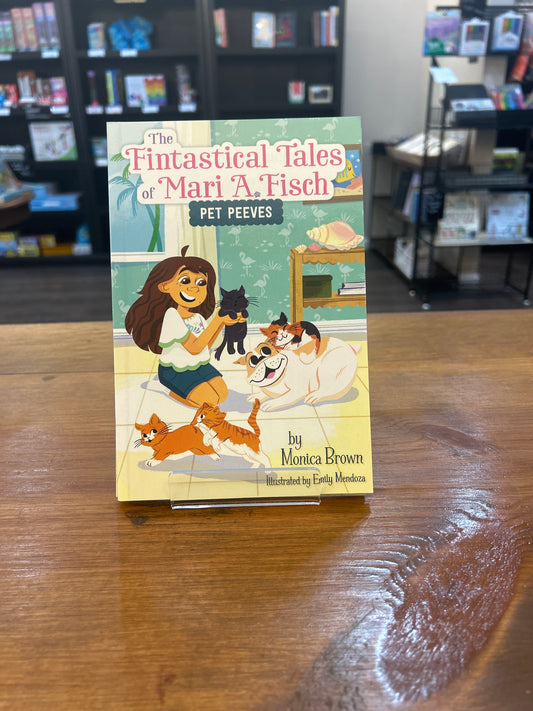 The
Fintastical Tales
of Mari A. Fisch
PET PEEVES
by
Monica Brown
Illustrated by Emily Mendoza